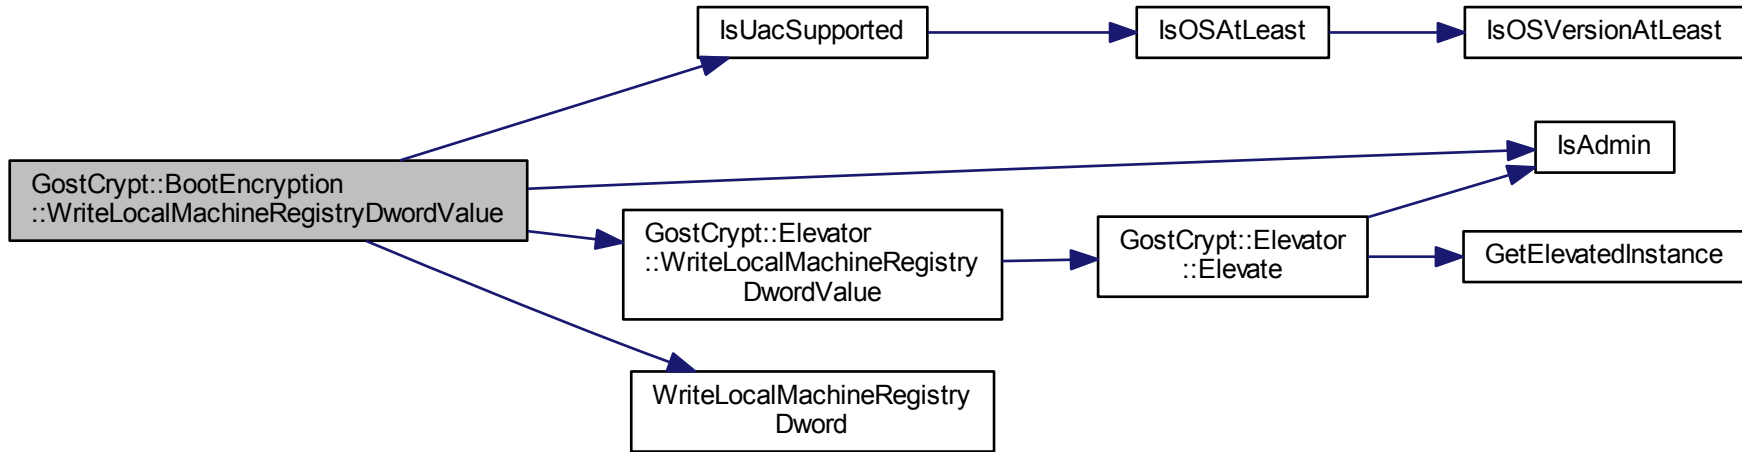 IsUacSupported
IsOSAtLeast
IsOSVersionAtLeast
IsAdmin
GostCrypt::BootEncryption
::WriteLocalMachineRegistryDwordValue
GostCrypt::Elevator
::WriteLocalMachineRegistry
DwordValue
GostCrypt::Elevator
::Elevate
GetElevatedInstance
WriteLocalMachineRegistry
Dword